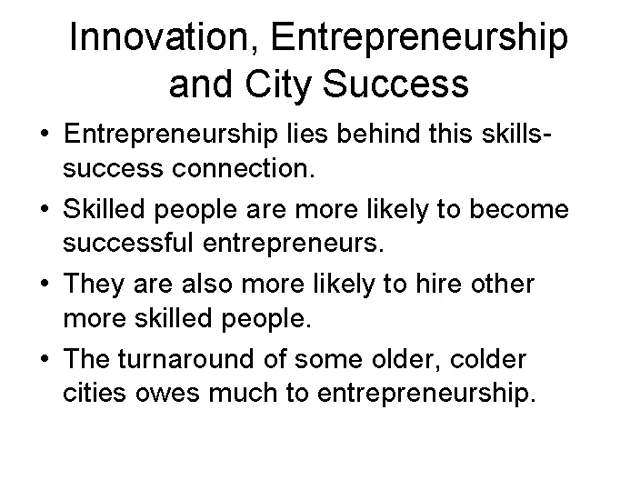 Innovation, Entrepreneurship
and City Success
• Entrepreneurship lies behind this skills-
success connection.
• Skilled people are more likely to become
successful entrepreneurs.
• They are also more likely to hire other
more skilled people.
• The turnaround of some older, colder
cities owes much to entrepreneurship.